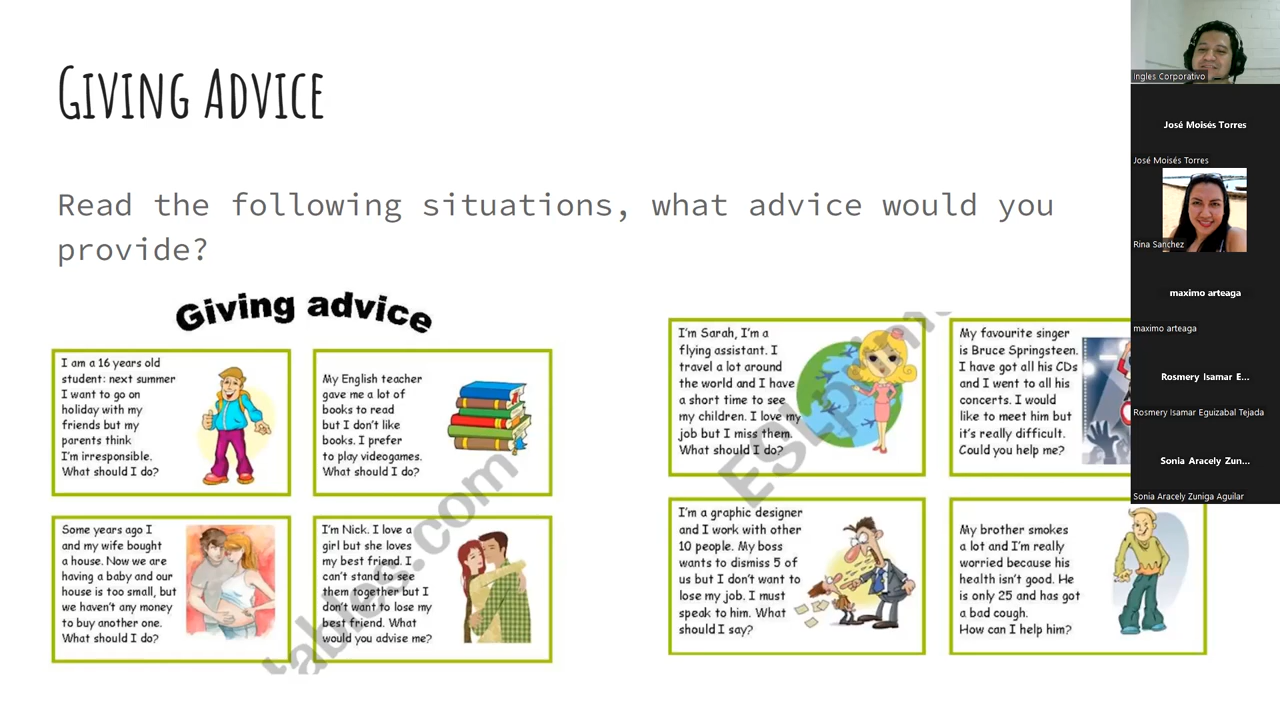 Giving Advice
Read the following situations, what advice would you
provide?
Giving advice
I am a 16 years old
student: next summer
I want to go on
holiday with my
friends but my
parents think
I'm irresponsible.
What should I do?
My English teacher
gave me a lot of
books to read
but I don't like
books. I prefer
to play videogames.
What should I do?
Some years ago I
and my wife bought
a house. Now we are
having a baby and our
house is too small, but
we haven't any money
to buy another one.
What should I do?
I'm Nick. I love a
girl but she loves
my best friend. I
can't stand to see
them together but I
don't want to lose my
best friend. What
would you advise me?
I'm Sarah, I'm a
flying assistant. I
travel a lot around
the world and I have
a short time to see
my children. I love my
job but I miss them.
What should I do?
My favourite singer
is Bruce Springsteen.
I have got all his CDs
and I went to all his
concerts. I would
like to meet him but
it's really difficult.
Could you help me?
I'm a graphic designer
and I work with other
10 people. My boss
wants to dismiss 5 of
us but I don't want to
lose my job. I must
speak to him. What
should I say?
My brother smokes
a lot and I'm really
worried because his
health isn't good. He
is only 25 and has got
a bad cough.
How can I help him?
Ingles Corporativo
José Moisés Torres
José Moisés Torres
Rina Sanchez
maximo arteaga
maximo arteaga
Rosmery Isamar E...
Rosmery Isamar Eguizabal Tejada
Sonia Aracely Zun...
Sonia Aracely Zuniga Aguilar